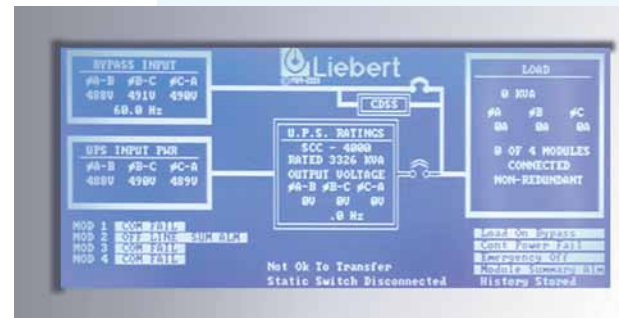 BYPASS INPUT
øA-B øB-C øC-A
488V 491V 490V
60.0 Hz
Liebert
CDSS
LOAD
0 KVA
øA øB øC
0A 0A 0A
0 OF 4 MODULES
CONNECTED
NON-REDUNDANT
UPS INPUT PWR
øA-B øB-C øC-A
488V 490V 489V
U.P.S. RATINGS
SCC - 4000
RATED 3326 KVA
OUTPUT VOLTAGE
øA-B øB-C øC-A
0V 0V 0V
.0 Hz
MOD 1 COM FAIL
MOD 2 OFF LINE SUM ALM
MOD 3 COM FAIL
MOD 4 COM FAIL
Not Ok To Transfer
Static Switch Disconnected
Load On Bypass
Cont Power Fail
Emergency Off
Module Summary Alm
History Stored